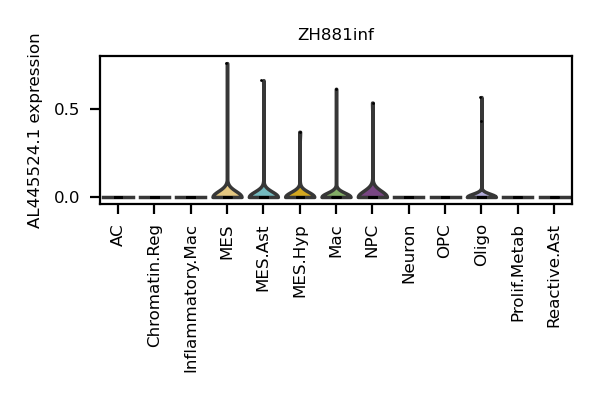 ZH881inf
AL445524.1 expression
0.5
0.0
AC
Chromatin.Reg
Inflammatory.Mac
MES
MES.Ast
MES.Hyp
Mac
NPC
Neuron
OPC
Oligo
Prolif.Metab
Reactive.Ast